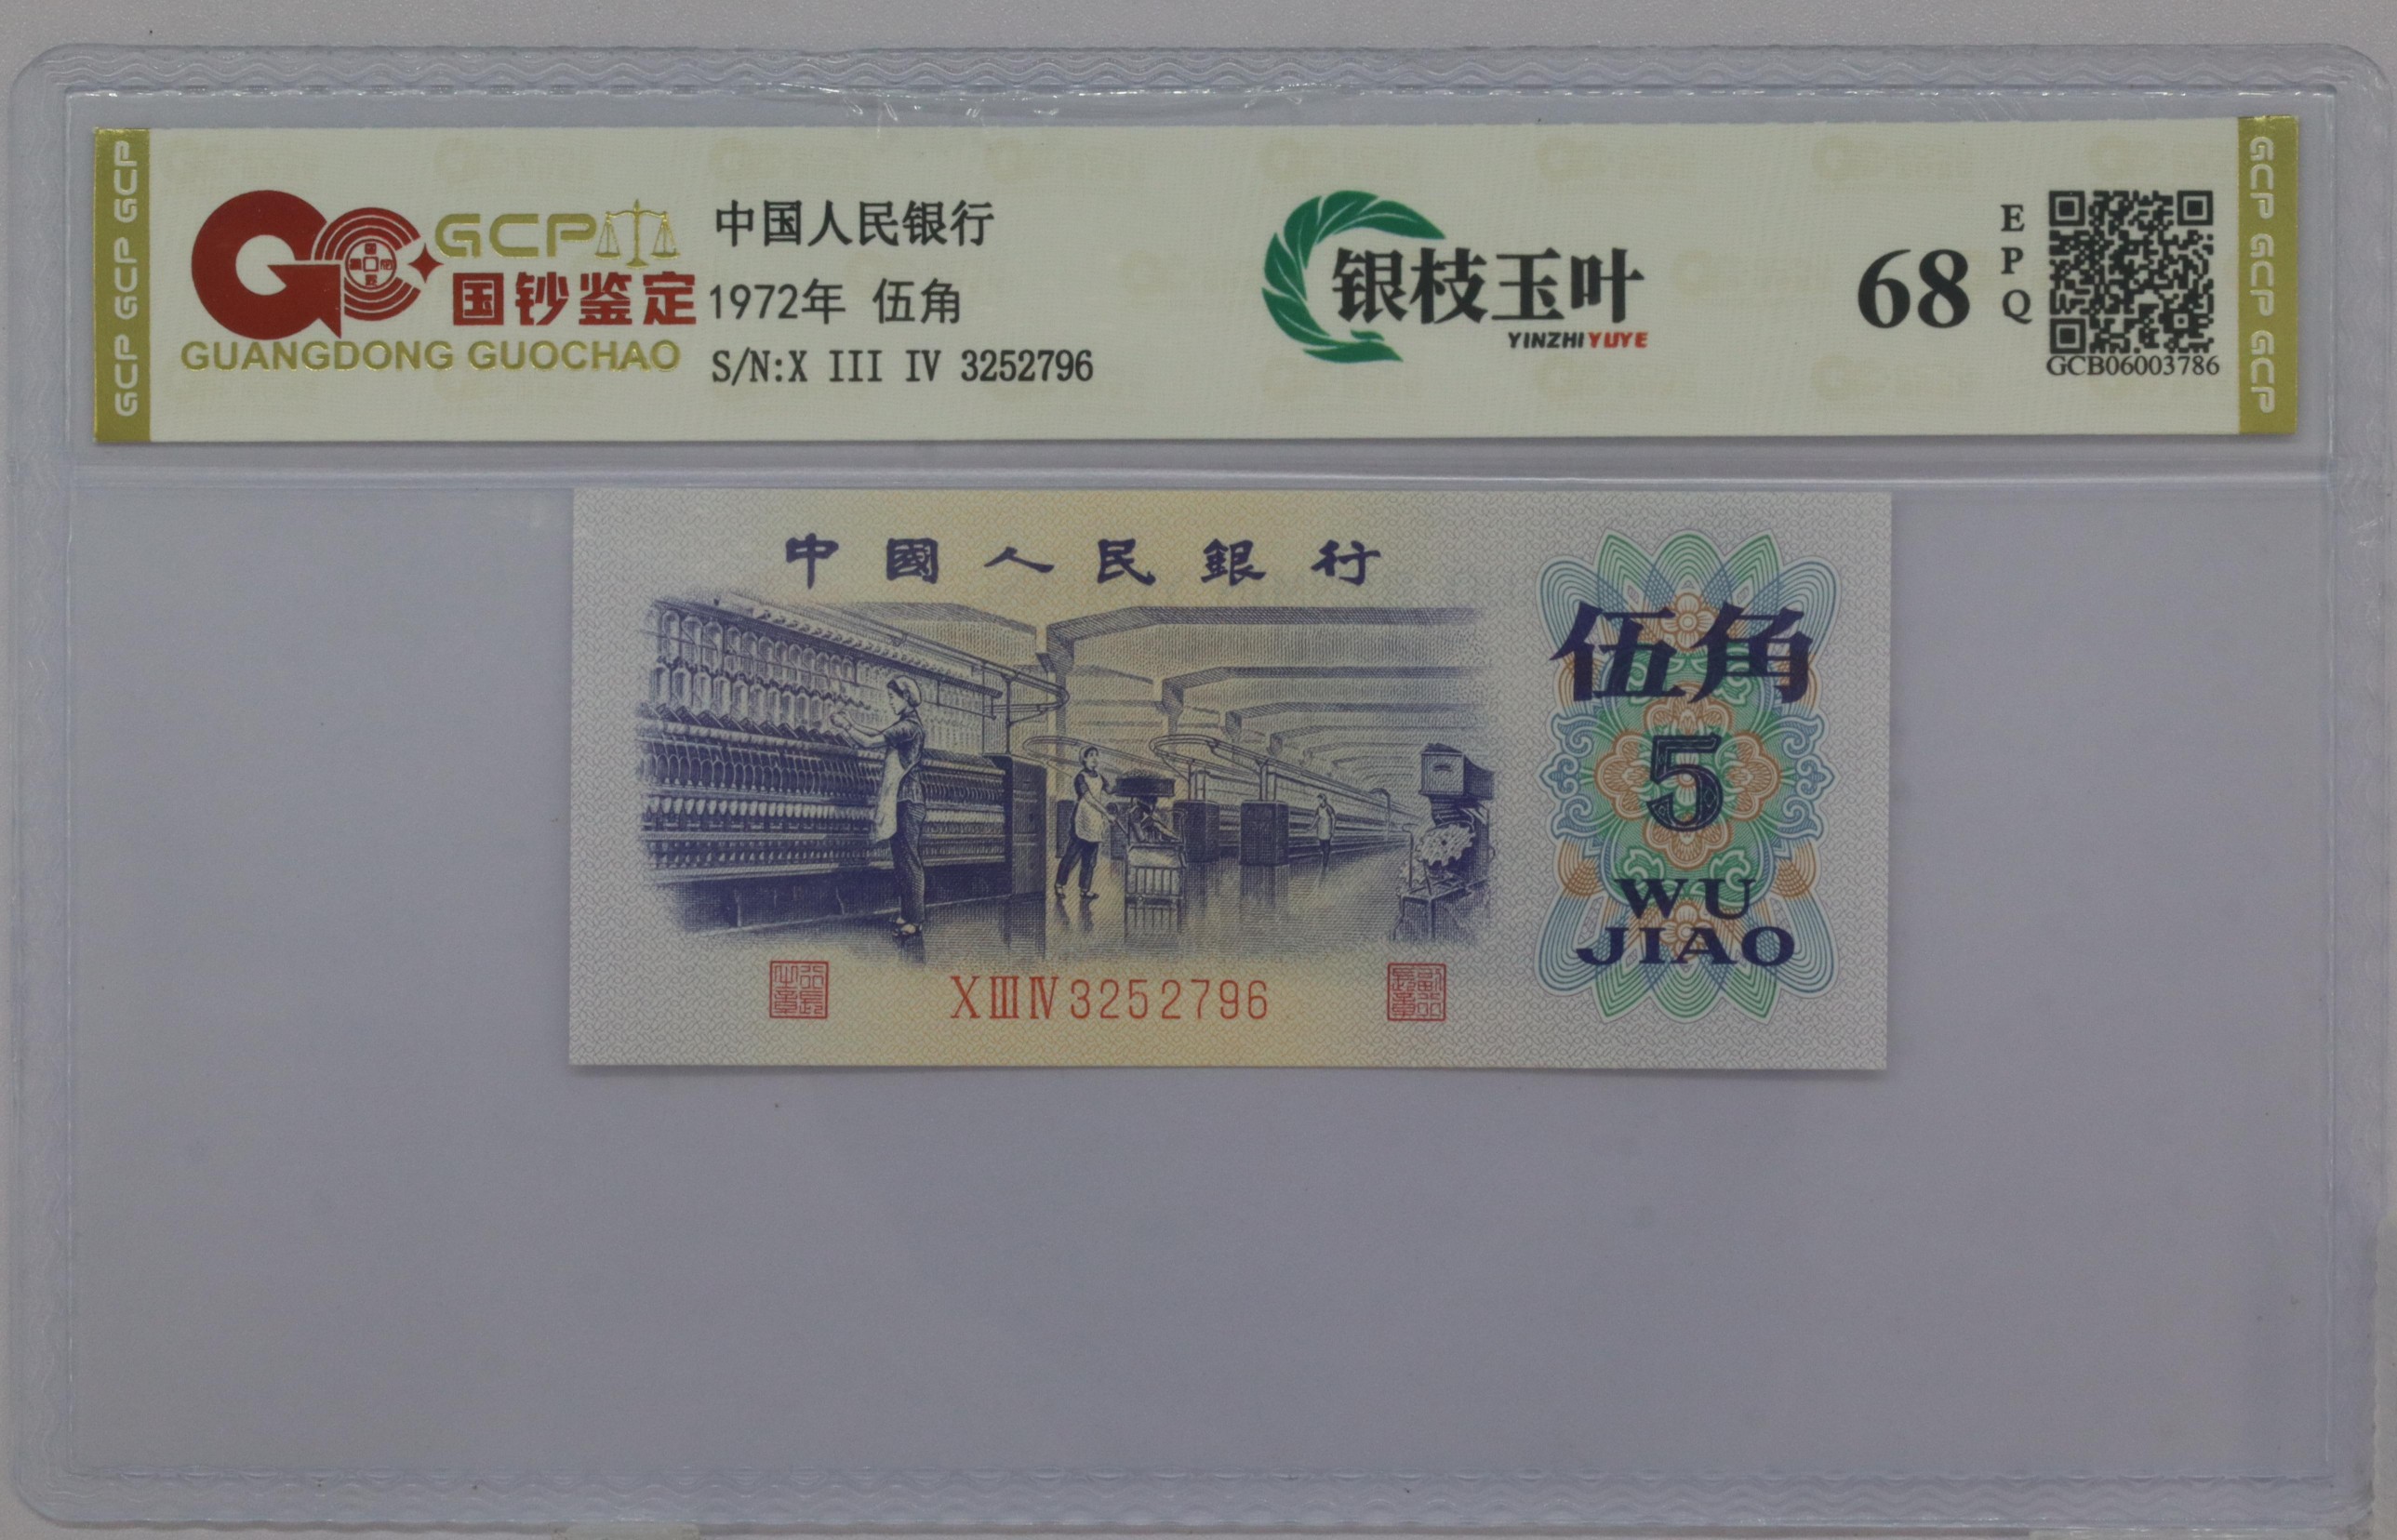 GCP GCP GCP
GCP
国钞鉴定
GUANGDONG GUOCHAO
中国人民银行
1972年 伍角
S/N:X III IV 3252796
银枝玉叶
YINZHIYUYE
68
EPQ
GCB06003786
GCP GCP GCP
中國人民銀行
伍角
5
WU
JIAO
XⅢⅣ3252796